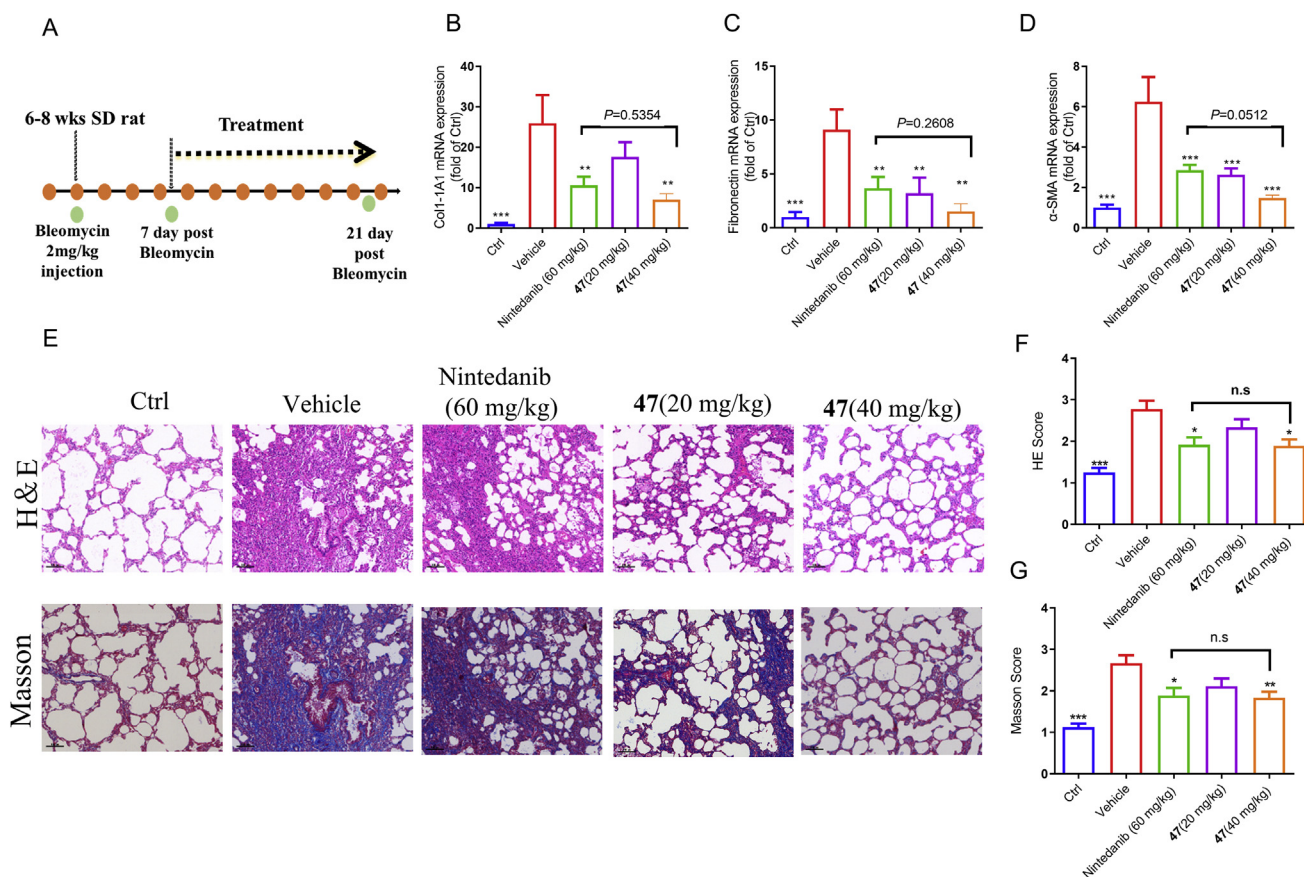 A
6-8 wks SD rat
Treatment
Bleomycin
2mg/kg
injection
7 day post
Bleomycin
21 day
post
Bleomycin
B
Col1-1A1 mRNA expression
(fold of Ctrl)
40
30
20
10
0
P=0.5354
***
**
**
Ctrl
Vehicle
Nintedanib (60 mg/kg)
47(20 mg/kg)
47(40 mg/kg)
C
Fibronectin mRNA expression
(fold of Ctrl)
15
10
5
0
P=0.2608
***
**
**
**
Ctrl
Vehicle
Nintedanib (60 mg/kg)
47(20 mg/kg)
47 (40 mg/kg)
D
α-SMA mRNA expression
(fold of Ctrl)
8
6
4
2
0
P=0.0512
***
***
***
***
Ctrl
Vehicle
Nintedanib (60 mg/kg)
47(20 mg/kg)
47(40 mg/kg)
E
Ctrl
Vehicle
Nintedanib
(60 mg/kg)
47(20 mg/kg)
47(40 mg/kg)
H&E
Masson
F
HE Score
4
3
2
1
0
n.s
***
*
*
Ctrl
Vehicle
Nintedanib (60 mg/kg)
47(20 mg/kg)
47(40 mg/kg)
G
Masson Score
4
3
2
1
0
n.s
***
*
**
Ctrl
Vehicle
Nintedanib (60 mg/kg)
47(20 mg/kg)
47(40 mg/kg)